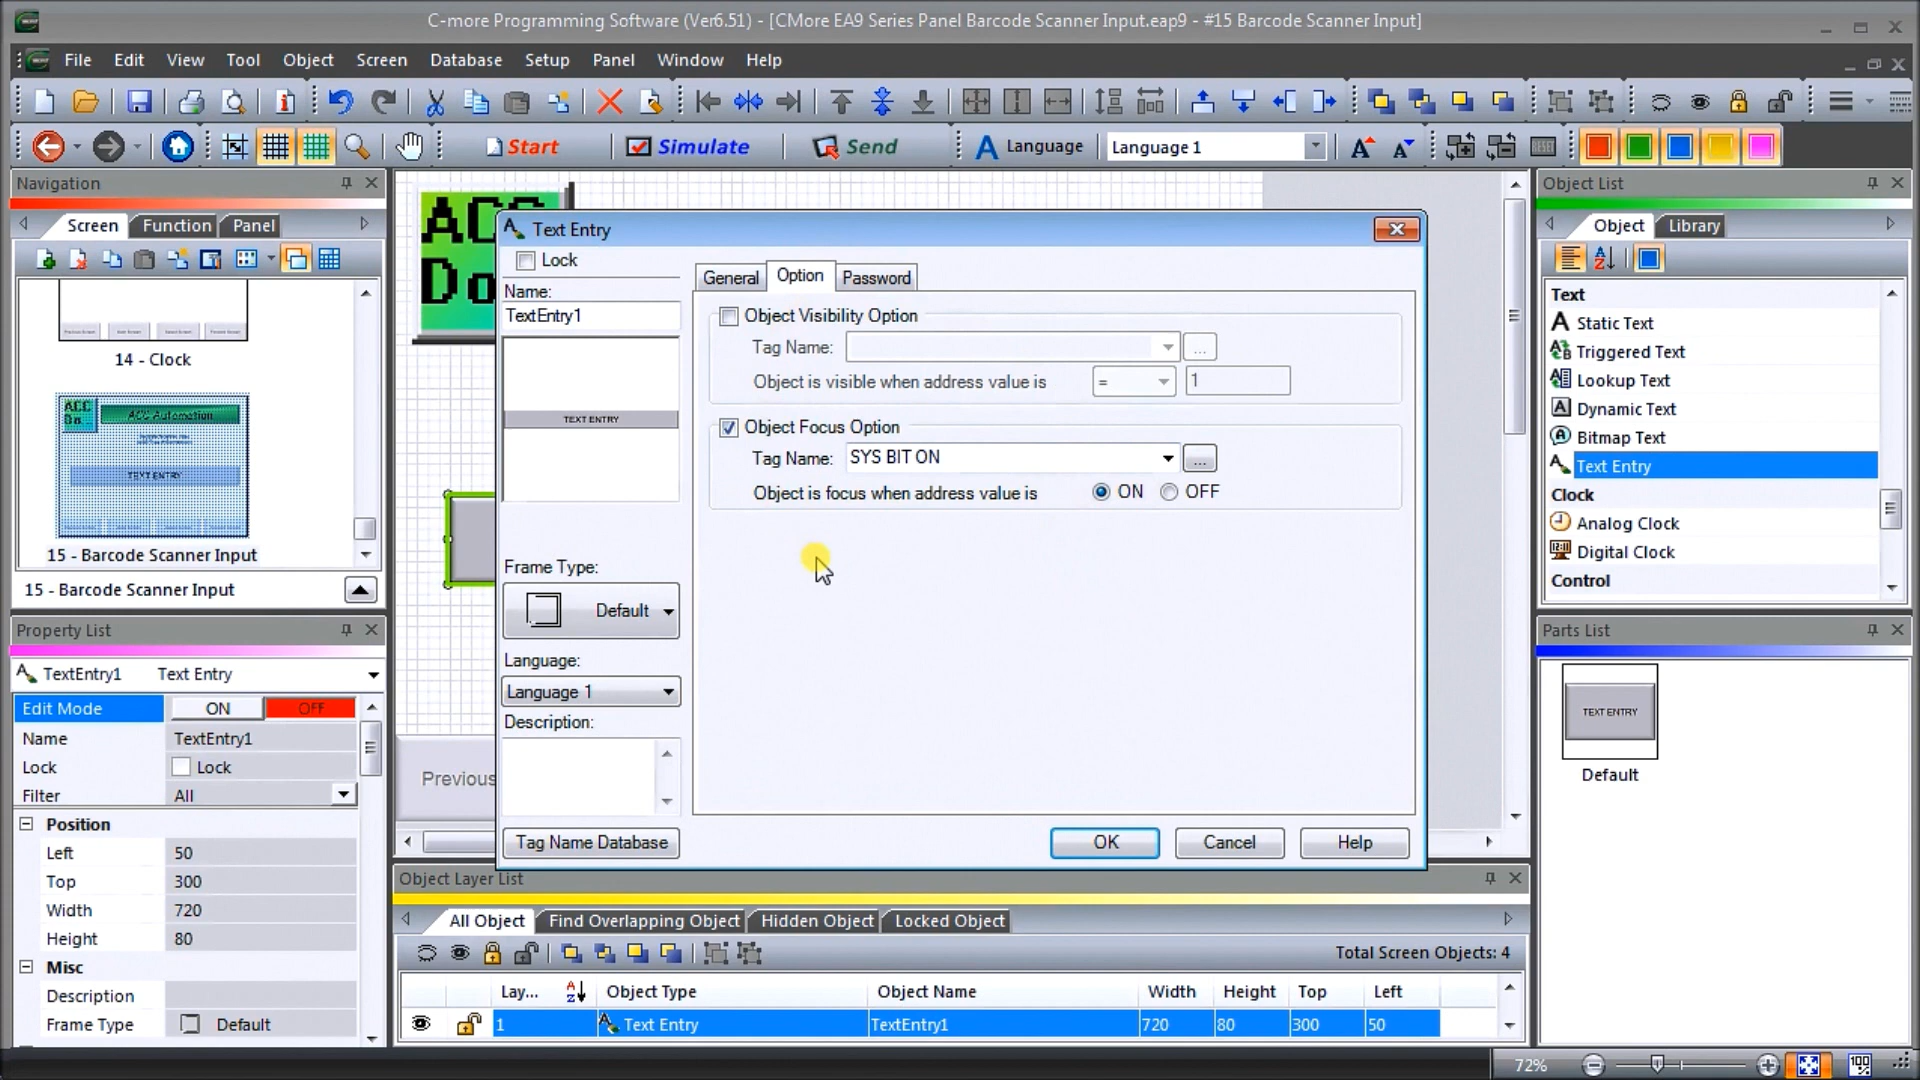 C-more Programming Software (Ver6.51) - [CMore EA9 Series Panel Barcode Scanner Input.eap9 - #15 Barcode Scanner Input]
File Edit View Tool Object Screen Database Setup Panel Window Help
Start Simulate Send Language Language 1
RESET
Navigation
Screen Function Panel
14 - Clock
ACC Automation
TEXT ENTRY
15 - Barcode Scanner Input
15 - Barcode Scanner Input
Property List
TextEntry1 Text Entry
Edit Mode ON OFF
Name TextEntry1
Lock Lock
Filter All
Position
Left 50
Top 300
Width 720
Height 80
Misc
Description
Frame Type Default
Previous
Text Entry
Lock
Name:
TextEntry1
TEXT ENTRY
Frame Type:
Default
Language:
Language 1
Description:
Tag Name Database
General Option Password
Object Visibility Option
Tag Name: ...
Object is visible when address value is = 1
Object Focus Option
Tag Name: SYS BIT ON ...
Object is focus when address value is ON OFF
OK Cancel Help
Object Layer List
All Object Find Overlapping Object Hidden Object Locked Object
Total Screen Objects: 4
Lay... Object Type Object Name Width Height Top Left
1 Text Entry TextEntry1 720 80 300 50
Object List
Object Library
Text
Static Text
Triggered Text
Lookup Text
Dynamic Text
Bitmap Text
Text Entry
Clock
Analog Clock
Digital Clock
Control
Parts List
TEXT ENTRY
Default
72%
100